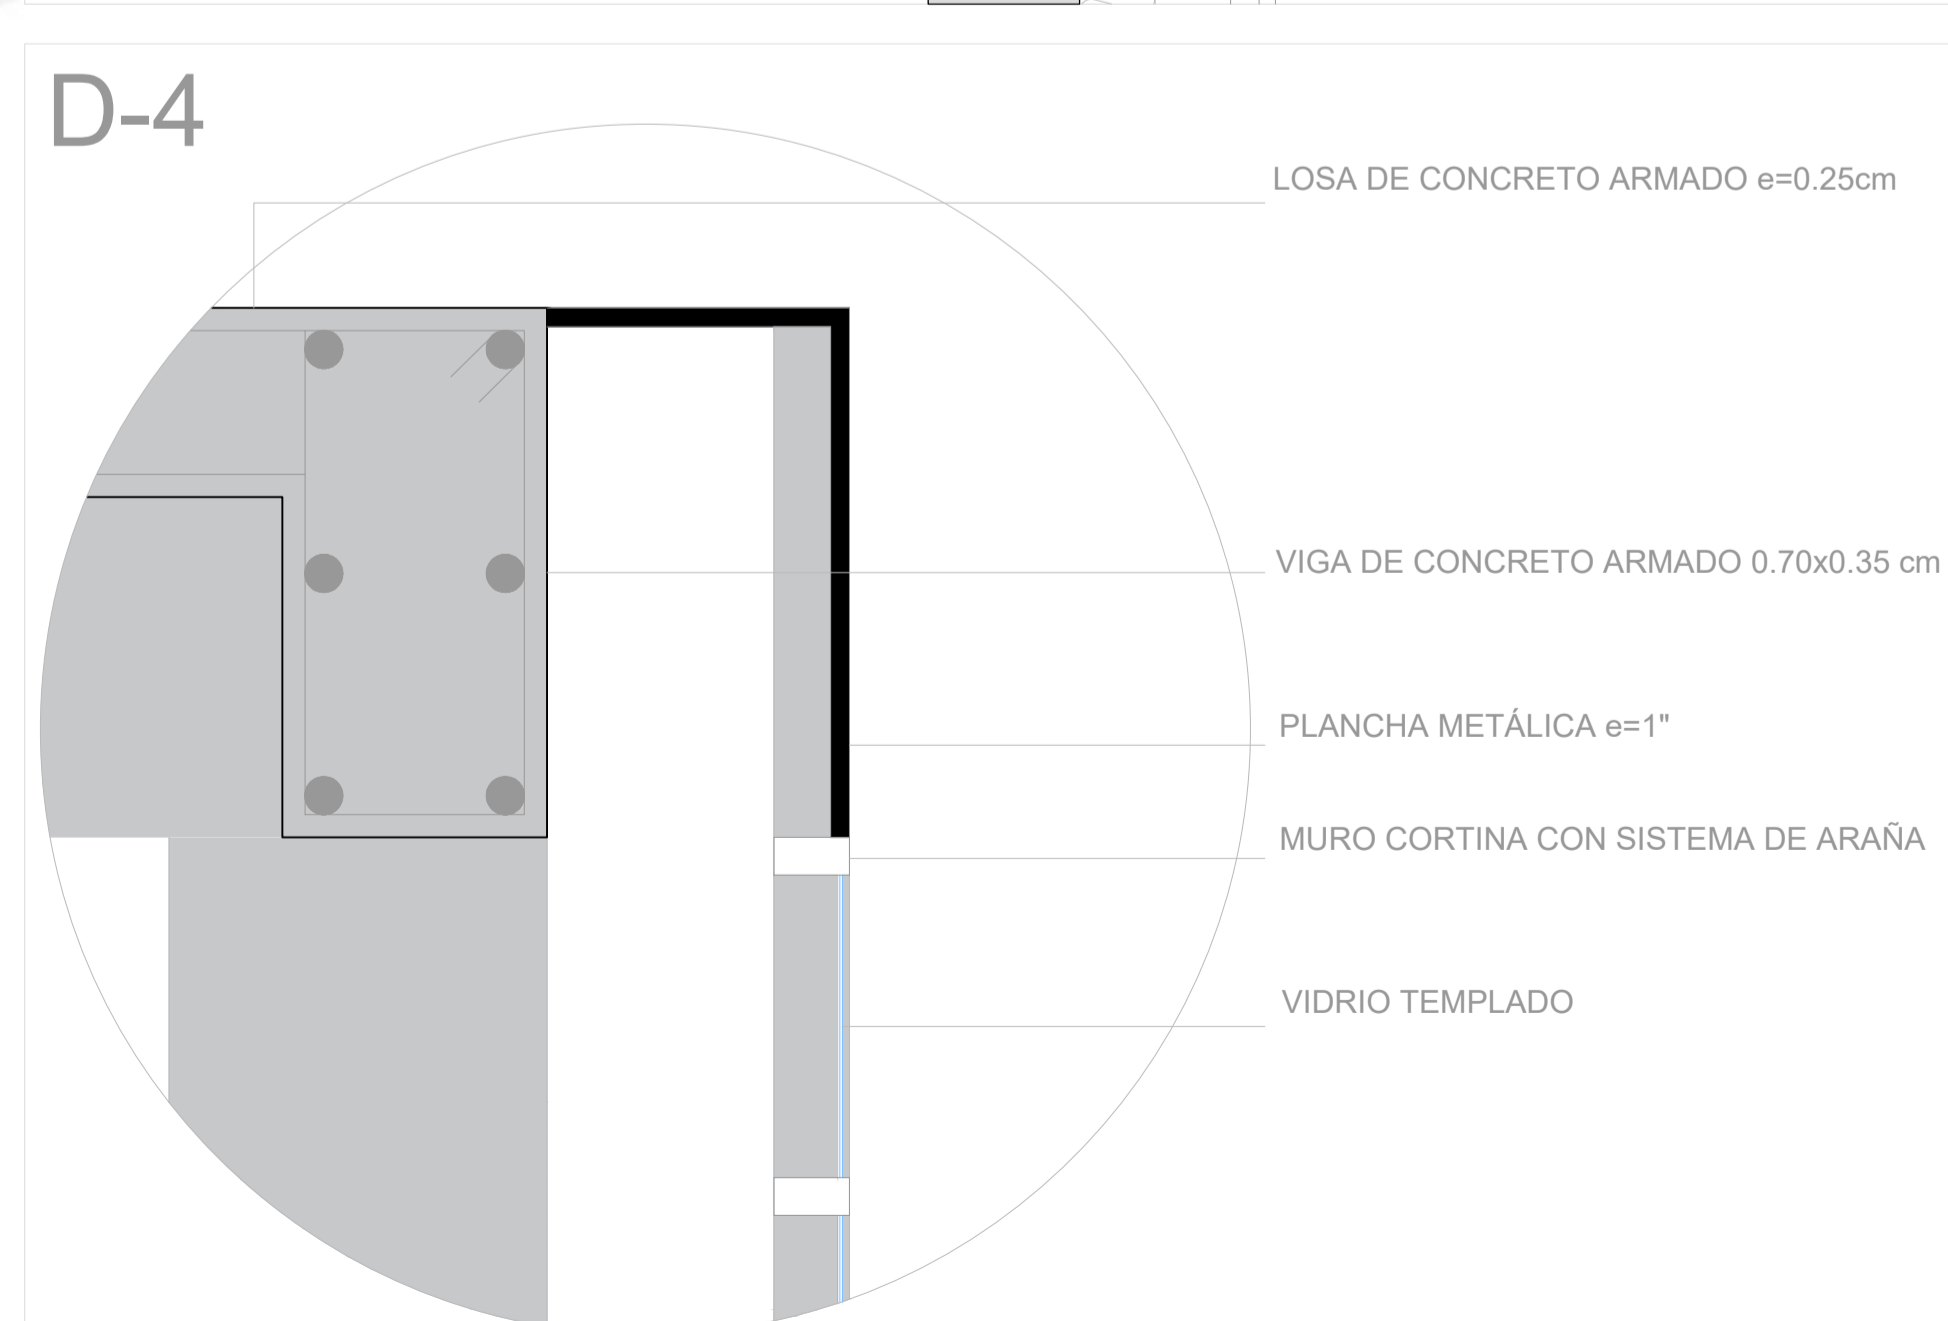 D-4
LOSA DE CONCRETO ARMADO e=0.25cm
VIGA DE CONCRETO ARMADO 0.70x0.35 cm
PLANCHA METÁLICA e=1"
MURO CORTINA CON SISTEMA DE ARAÑA
VIDRIO TEMPLADO